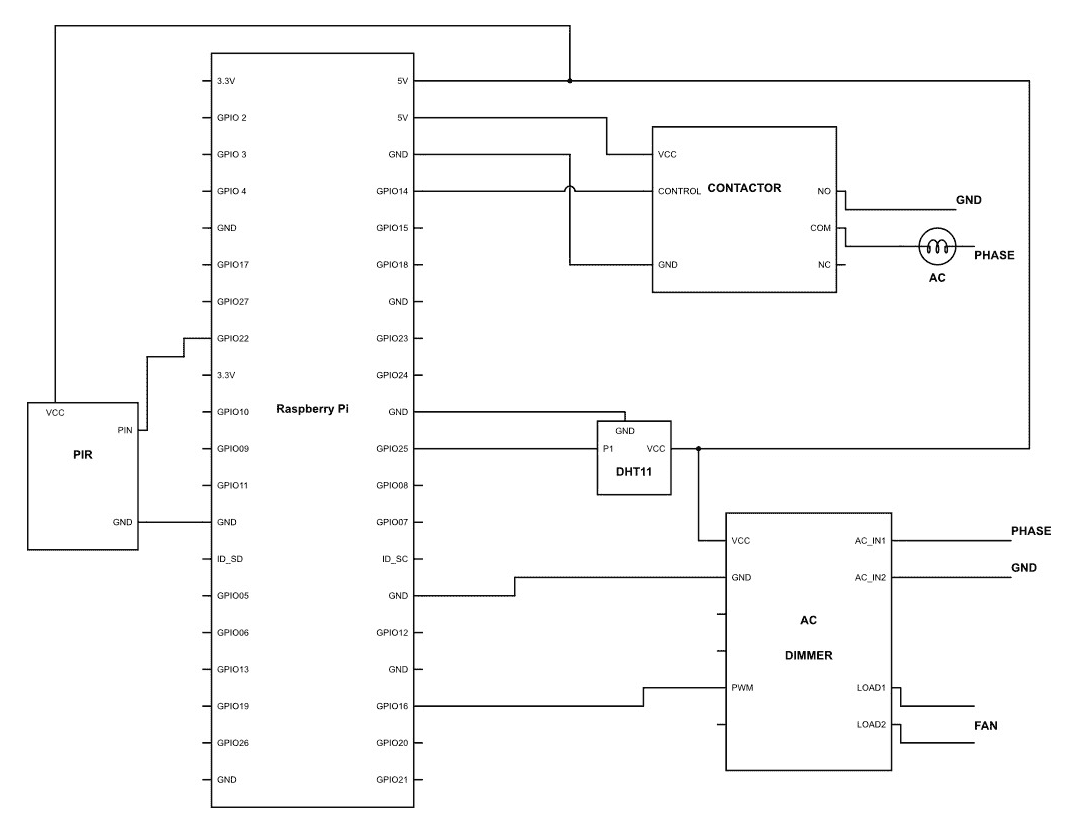 3.3V 5V
GPIO 2 5V
GPIO 3 GND
GPIO 4 GPIO14
GND GPIO15
GPIO17 GPIO18
GPIO27 GND
GPIO22 GPIO23
3.3V GPIO24
GPIO10 GND
Raspberry Pi
GPIO09 GPIO25
GPIO11 GPIO08
GND GPIO07
ID_SD ID_SC
GPIO05 GND
GPIO06 GPIO12
GPIO13 GND
GPIO19 GPIO16
GPIO26 GPIO20
GND GPIO21
VCC
PIN
PIR
GND
VCC
CONTROL CONTACTOR NO
COM
GND NC
GND
PHASE
AC
GND
P1 VCC
DHT11
VCC AC_IN1
GND AC_IN2
AC
DIMMER
PWM LOAD1
LOAD2
PHASE
GND
FAN